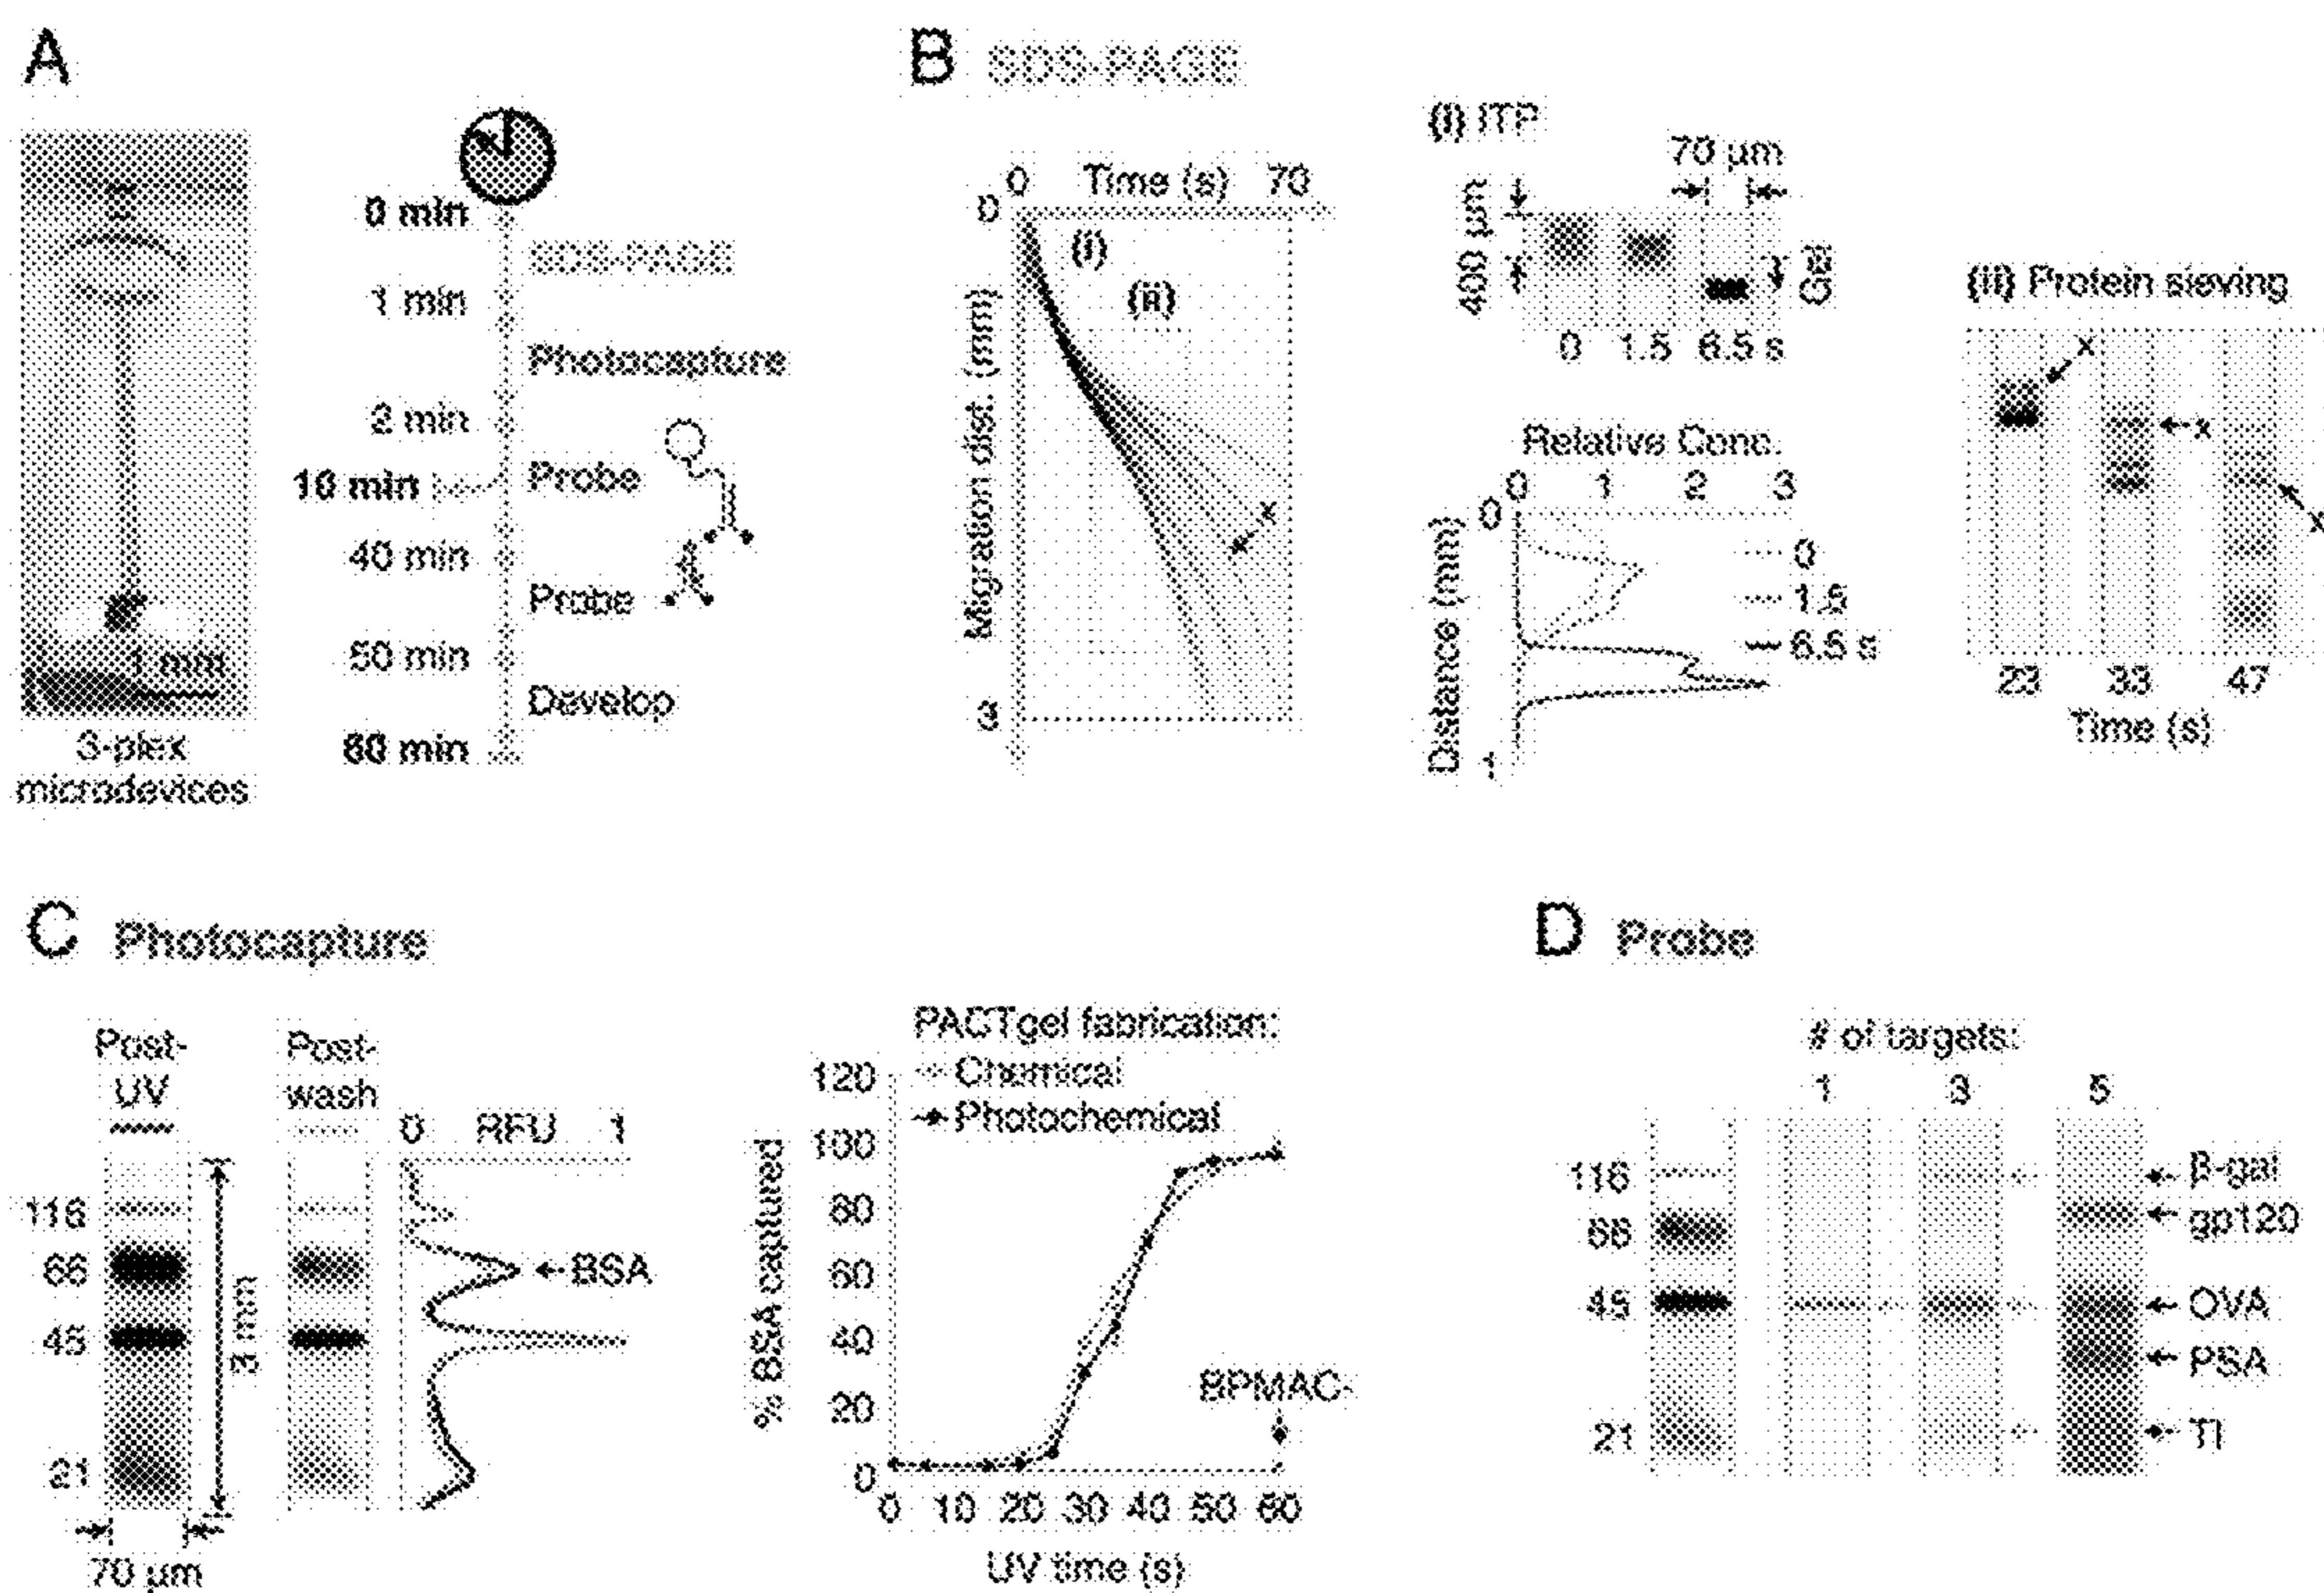 A
0 min
SDS-PAGE
1 min
Photocapture
2 min
Probe
10 min
40 min
Probe
50 min
Develop
60 min
1 mm
3-plex
microdevices
B SDS-PAGE
0 Time (s) 70
0
Migration dist. (mm)
3
(i)
(ii)
x
(i) ITP
70 µm
400 µm
0 1.5 6.5 s
Relative Conc.
0 1 2 3
0
Distance (mm)
1
0
1.5
6.5 s
(ii) Protein sieving
x
x
x
23 33 47
Time (s)
C Photocapture
Post-
UV
Post-
wash
0 RFU 1
116
66
45
21
3 mm
BSA
70 µm
PACTgel fabrication:
Chemical
Photochemical
% BSA captured
120
100
80
60
40
20
0
BPMAC-
0 10 20 30 40 50 60
UV time (s)
D Probe
# of targets:
1 3 5
116
66
45
21
β-gal
gp120
OVA
PSA
TI